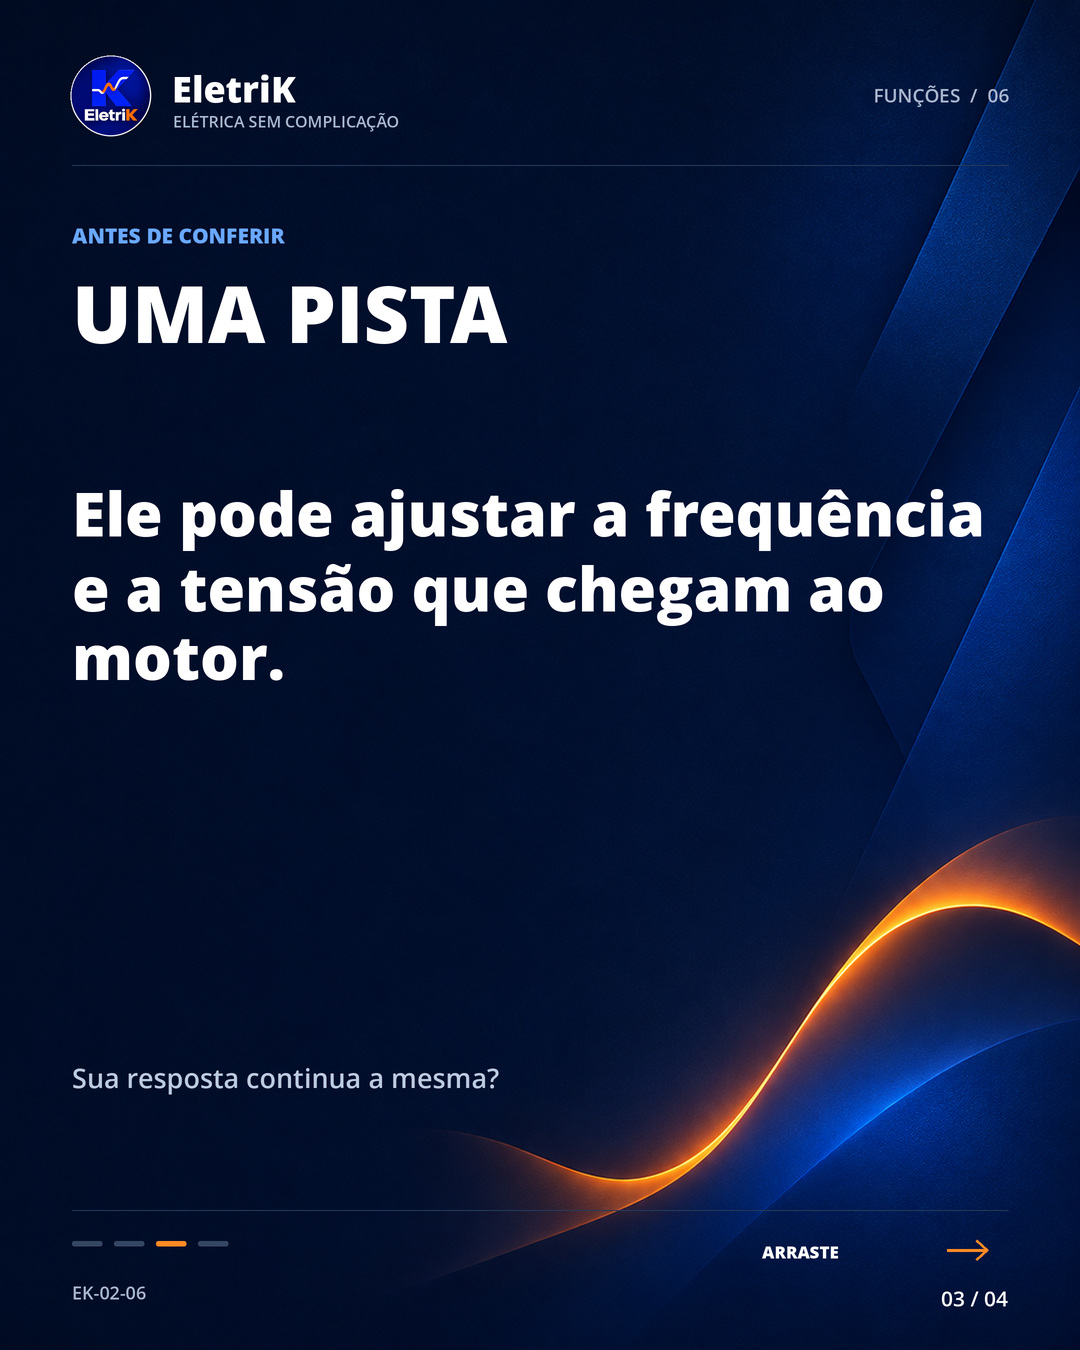 EletriK
EletriK
ELÉTRICA SEM COMPLICAÇÃO
FUNÇÕES / 06
ANTES DE CONFERIR
UMA PISTA
Ele pode ajustar a frequência
e a tensão que chegam ao
motor.
Sua resposta continua a mesma?
ARRASTE
EK-02-06
03 / 04